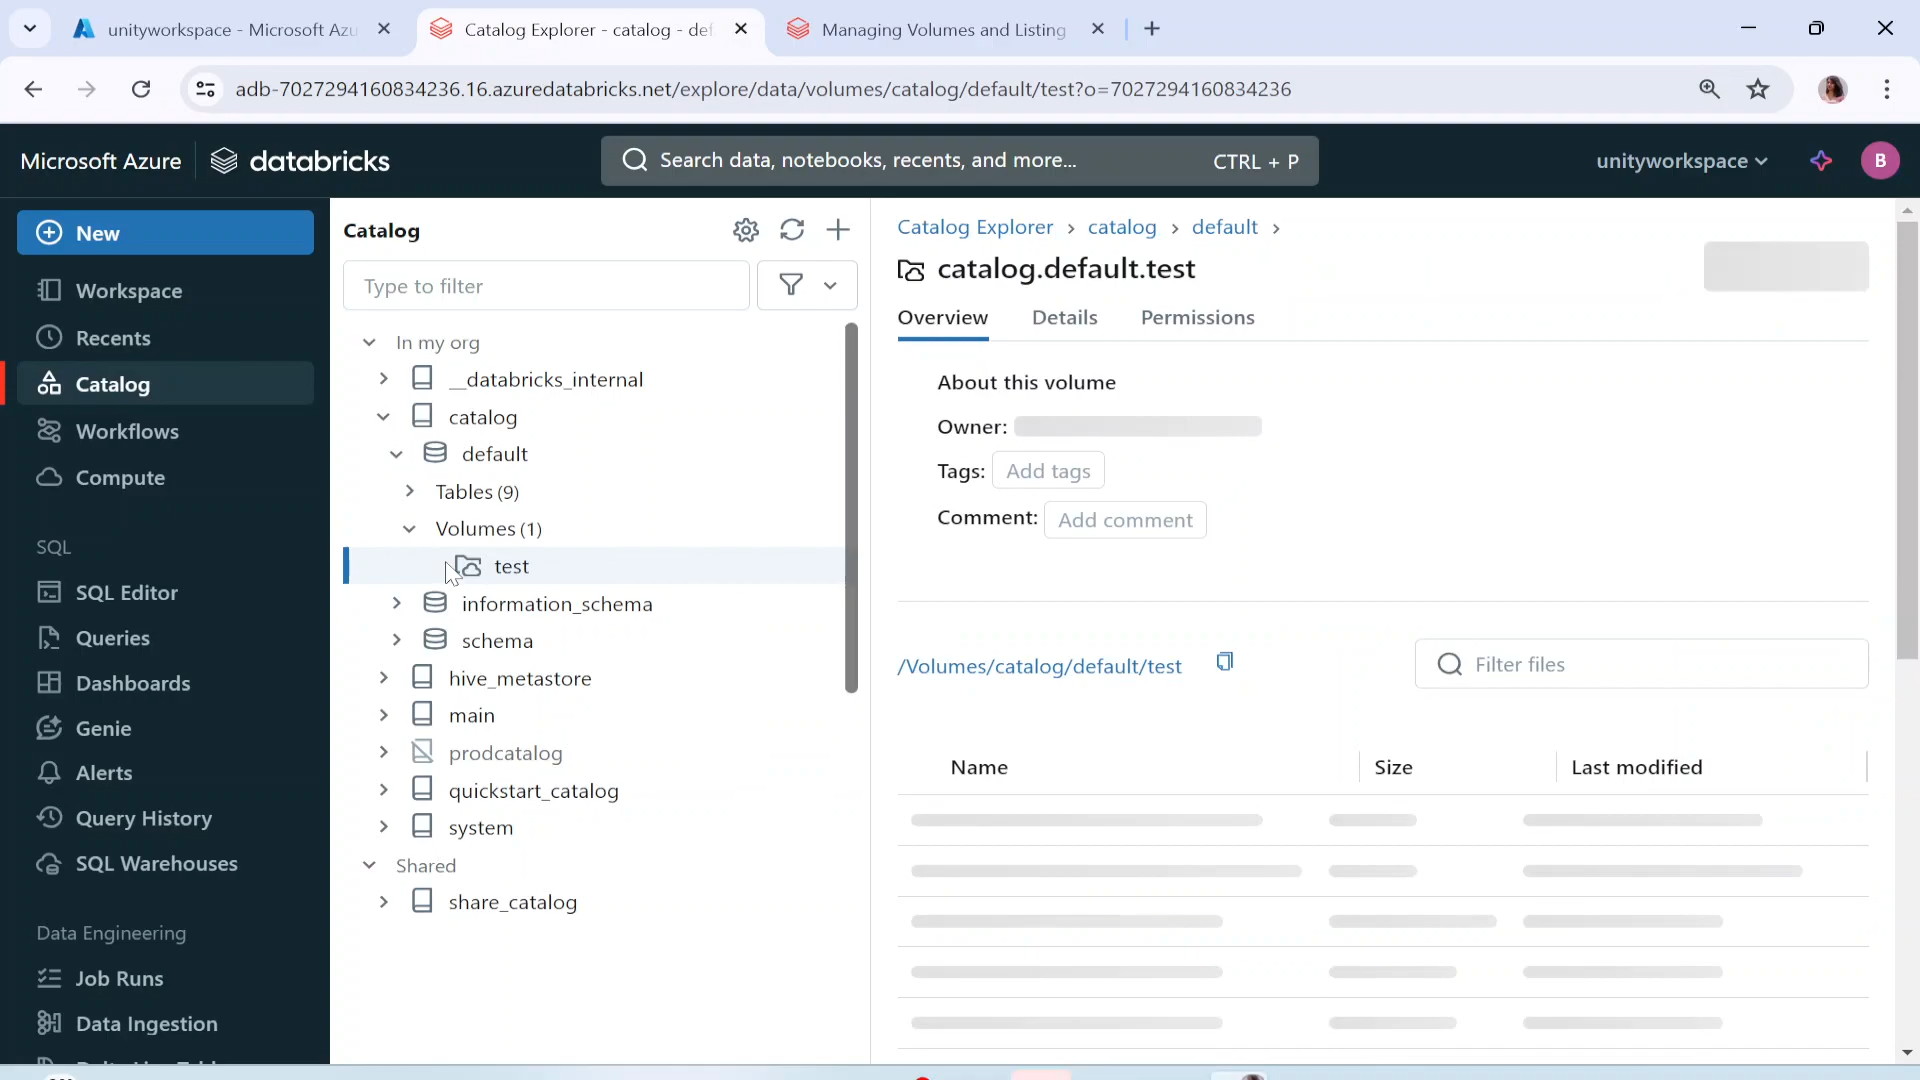 unityworkspace - Microsoft Azu
Catalog Explorer - catalog - def
Managing Volumes and Listing
adb-7027294160834236.16.azuredatabricks.net/explore/data/volumes/catalog/default/test?o=7027294160834236
Microsoft Azure
databricks
Search data, notebooks, recents, and more...
CTRL + P
unityworkspace
B
New
Workspace
Recents
Catalog
Workflows
Compute
SQL
SQL Editor
Queries
Dashboards
Genie
Alerts
Query History
SQL Warehouses
Data Engineering
Job Runs
Data Ingestion
Catalog
Type to filter
In my org
__databricks_internal
catalog
default
Tables (9)
Volumes (1)
test
information_schema
schema
hive_metastore
main
prodcatalog
quickstart_catalog
system
Shared
share_catalog
Catalog Explorer > catalog > default >
catalog.default.test
Overview
Details
Permissions
About this volume
Owner:
Tags: Add tags
Comment: Add comment
/Volumes/catalog/default/test
Filter files
Name
Size
Last modified